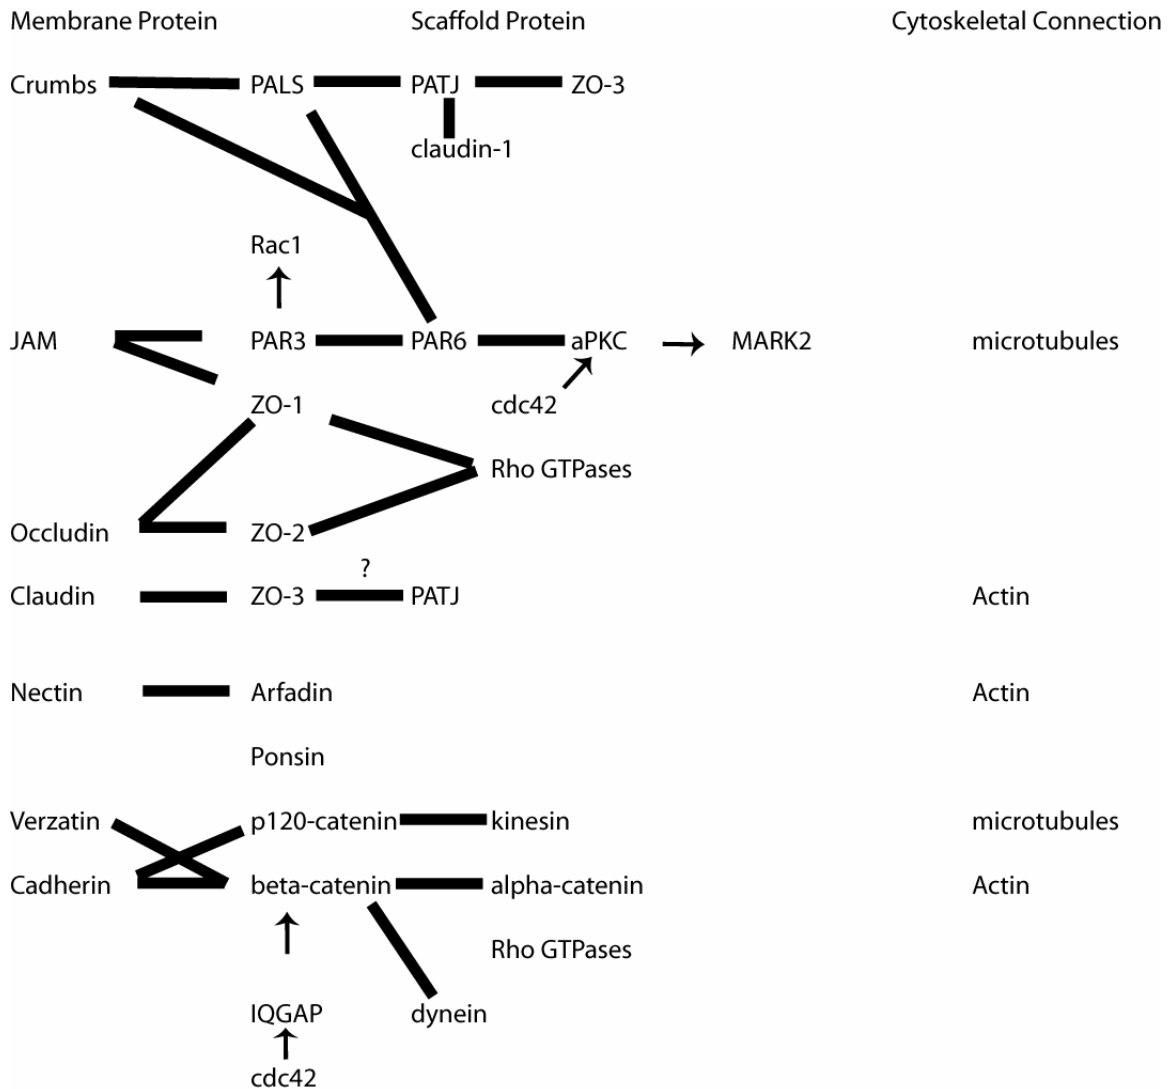 Membrane Protein Scaffold Protein Cytoskeletal Connection
Crumbs PALS PATJ ZO-3
claudin-1
Rac1
JAM PAR3 PAR6 aPKC MARK2 microtubules
ZO-1 cdc42
Rho GTPases
Occludin ZO-2
?
Claudin ZO-3 PATJ Actin
Nectin Arfadin Actin
Ponsin
Verzatin p120-catenin kinesin microtubules
Cadherin beta-catenin alpha-catenin Actin
Rho GTPases
IQGAP dynein
cdc42